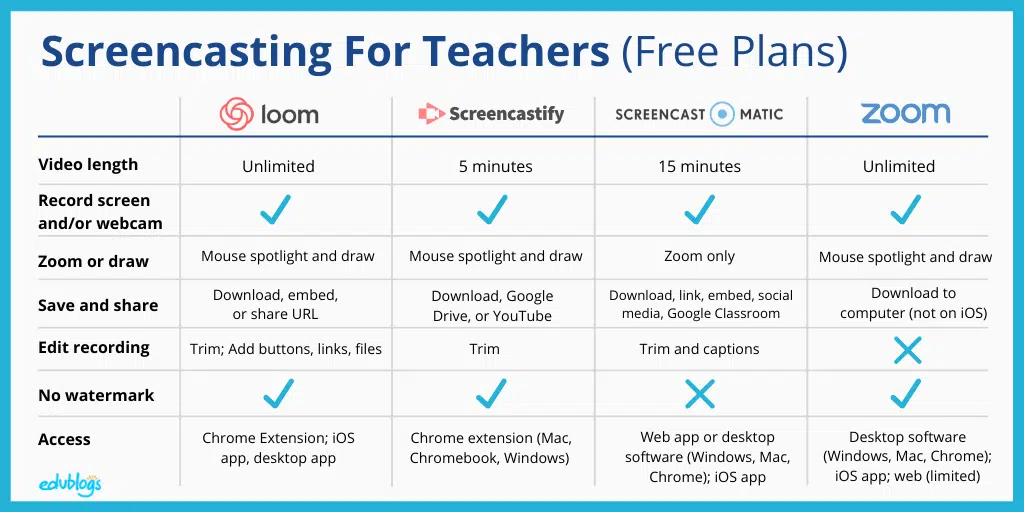 Screencasting For Teachers (Free Plans)
loom Screencastify SCREENCAST MATIC zoom
Video length Unlimited 5 minutes 15 minutes Unlimited
Record screen
and/or webcam
Zoom or draw Mouse spotlight and draw Mouse spotlight and draw Zoom only Mouse spotlight and draw
Save and share
Download, embed,
or share URL
Download, Google
Drive, or YouTube
Download, link, embed, social
media, Google Classroom
Download to
computer (not on iOS)
Edit recording Trim; Add buttons, links, files Trim Trim and captions
No watermark
Access
Chrome Extension; iOS
app, desktop app
Chrome extension (Mac,
Chromebook, Windows)
Web app or desktop
software (Windows, Mac,
Chrome); iOS app
Desktop software
(Windows, Mac, Chrome);
iOS app; web (limited)
edublogs